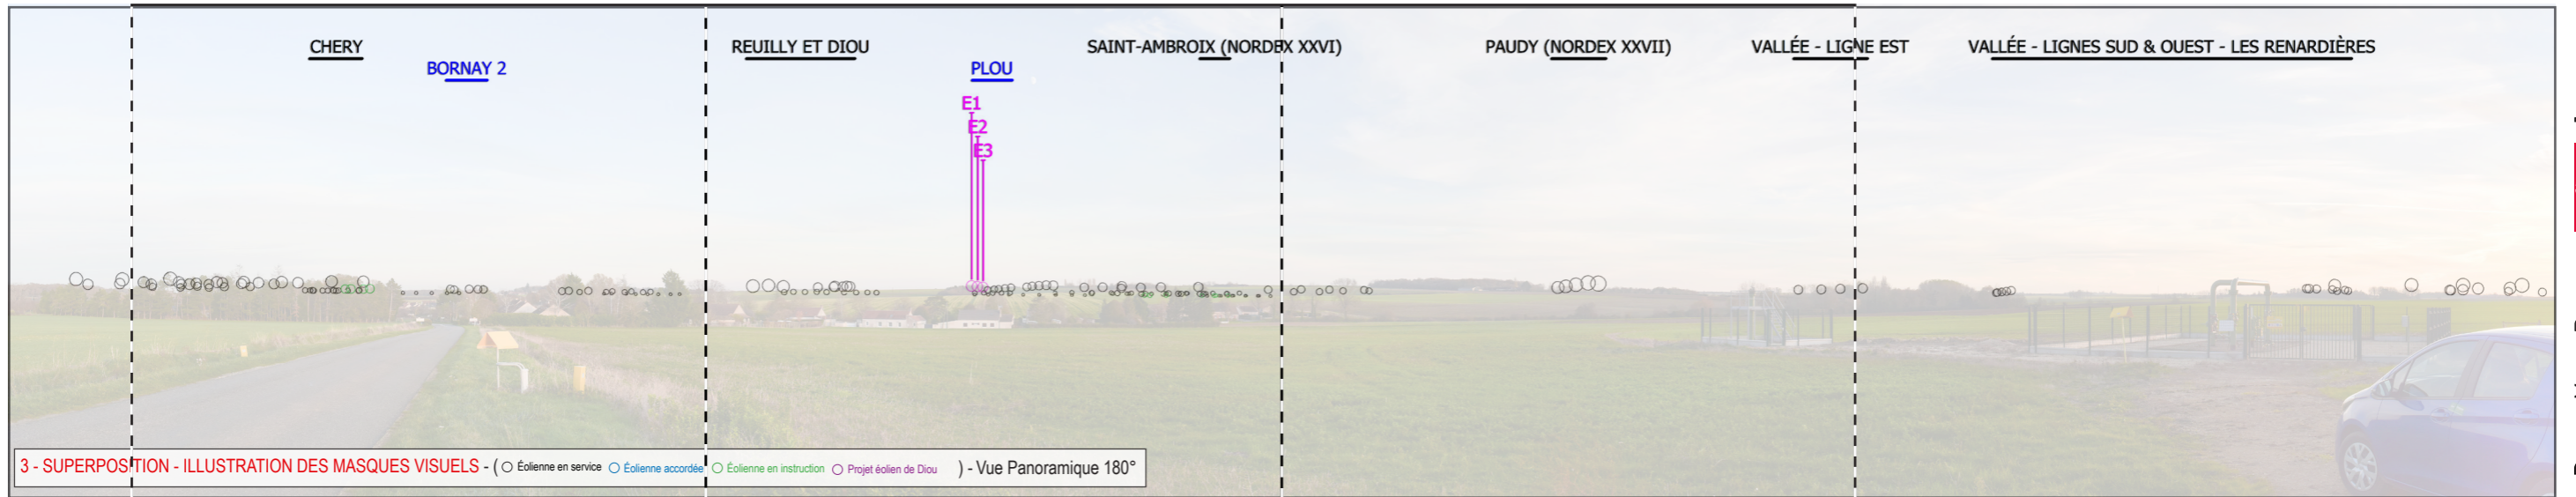 CHERY
REUILLY ET DIOU
SAINT-AMBROIX (NORDEX XXVI)
PAUDY (NORDEX XXVII)
VALLÉE - LIGNE EST
VALLÉE - LIGNES SUD & OUEST - LES RENARDIÈRES
BORNAY 2
PLOU
E1
E2
E3
3 - SUPERPOSITION - ILLUSTRATION DES MASQUES VISUELS - ( Éolienne en service Éolienne accordée Éolienne en instruction Projet éolien de Diou ) - Vue Panoramique 180°